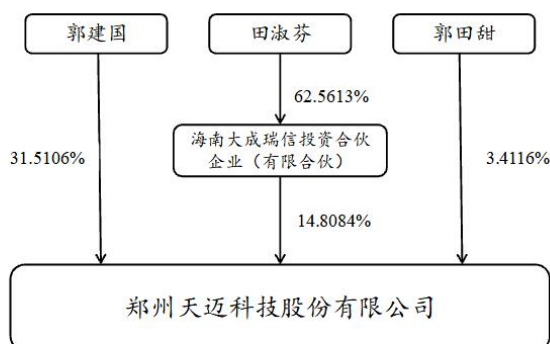 郭建国
田淑芬
郭田甜
62.5613%
海南大成瑞信投资合伙
企业（有限合伙）
31.5106%
3.4116%
14.8084%
郑州天迈科技股份有限公司